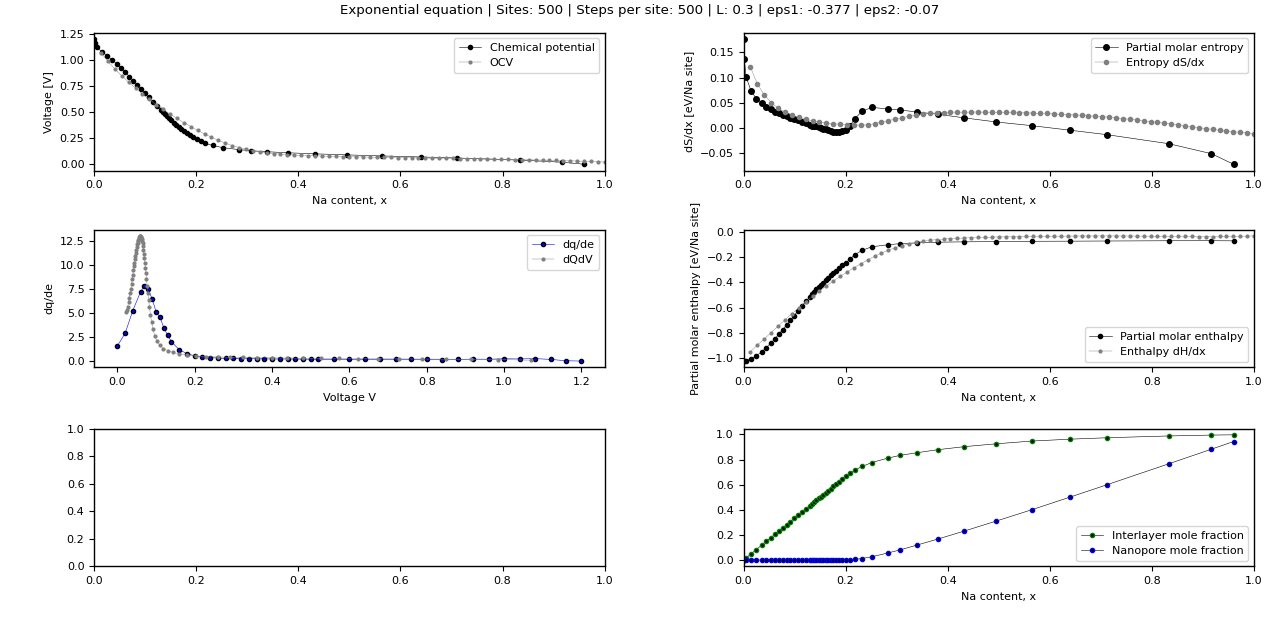 Exponential equation | Sites: 500 | Steps per site: 500 | L: 0.3 | eps1: -0.377 | eps2: -0.07
Voltage [V]
1.25
1.00
0.75
0.50
0.25
0.00
Chemical potential
OCV
0.0 0.2 0.4 0.6 0.8 1.0
Na content, x
dS/dx [eV/Na site]
0.15
0.10
0.05
0.00
−0.05
Partial molar entropy
Entropy dS/dx
0.0 0.2 0.4 0.6 0.8 1.0
Na content, x
dq/de
12.5
10.0
7.5
5.0
2.5
0.0
dq/de
dQdV
0.0 0.2 0.4 0.6 0.8 1.0 1.2
Voltage V
Partial molar enthalpy [eV/Na site]
0.0
−0.2
−0.4
−0.6
−0.8
−1.0
Partial molar enthalpy
Enthalpy dH/dx
0.0 0.2 0.4 0.6 0.8 1.0
Na content, x
1.0
0.8
0.6
0.4
0.2
0.0
0.0 0.2 0.4 0.6 0.8 1.0
1.0
0.8
0.6
0.4
0.2
0.0
Interlayer mole fraction
Nanopore mole fraction
0.0 0.2 0.4 0.6 0.8 1.0
Na content, x